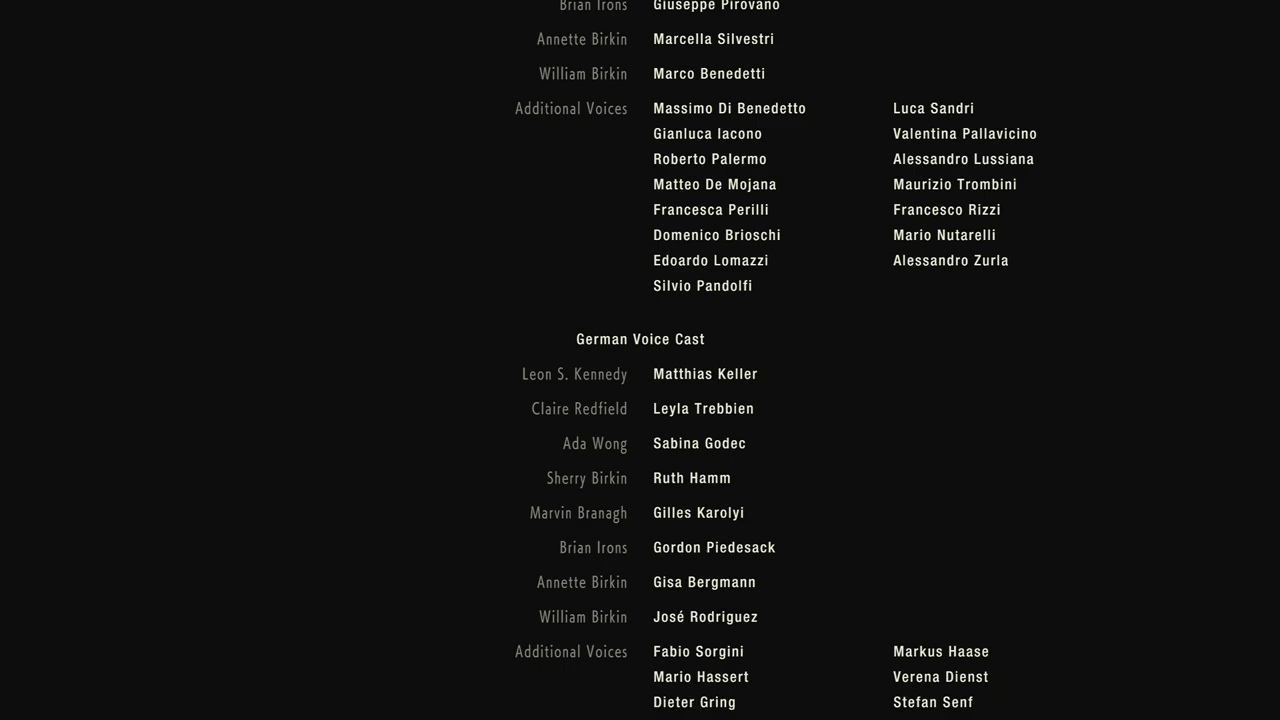 Brian Irons Giuseppe Pirovano
Annette Birkin Marcella Silvestri
William Birkin Marco Benedetti
Additional Voices Massimo Di Benedetto Luca Sandri
Gianluca Iacono Valentina Pallavicino
Roberto Palermo Alessandro Lussiana
Matteo De Mojana Maurizio Trombini
Francesca Perilli Francesco Rizzi
Domenico Brioschi Mario Nutarelli
Edoardo Lomazzi Alessandro Zurla
Silvio Pandolfi
German Voice Cast
Leon S. Kennedy Matthias Keller
Claire Redfield Leyla Trebbien
Ada Wong Sabina Godec
Sherry Birkin Ruth Hamm
Marvin Branagh Gilles Karolyi
Brian Irons Gordon Piedesack
Annette Birkin Gisa Bergmann
William Birkin José Rodriguez
Additional Voices Fabio Sorgini Markus Haase
Mario Hassert Verena Dienst
Dieter Gring Stefan Senf